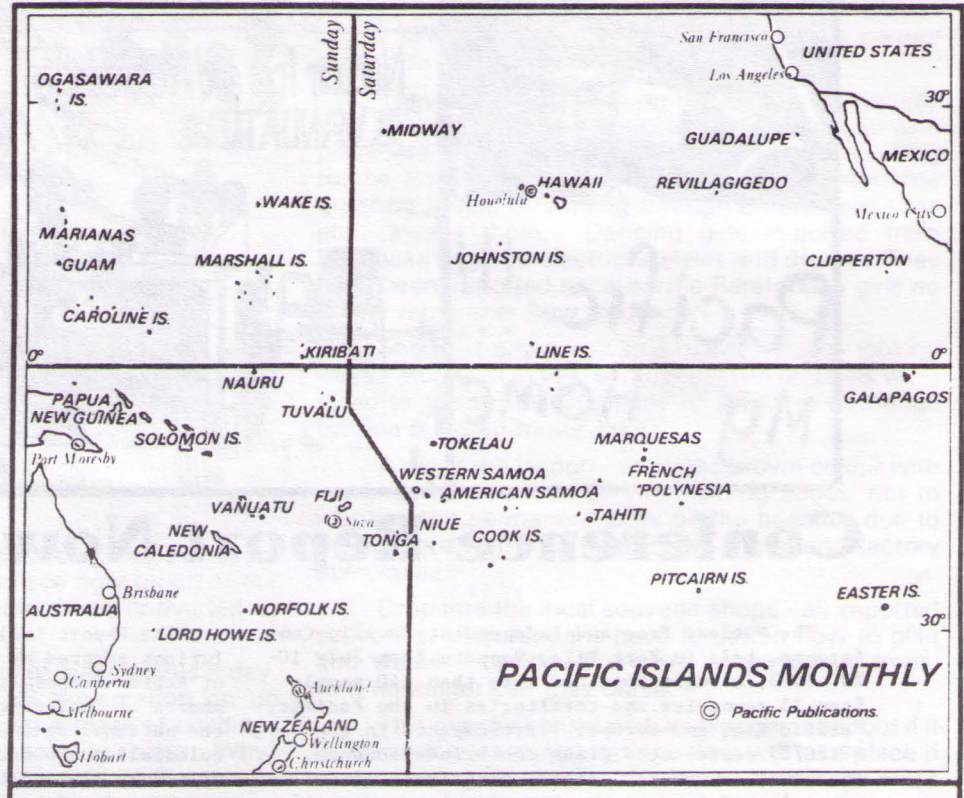 San Francisco
UNITED STATES
Los Angeles
Sunday
Saturday
OGASAWARA
IS.
30°
MIDWAY
GUADALUPE
MEXICO
HAWAII
Honolulu
REVILLAGIGEDO
WAKE IS.
Mexico City
MARIANAS
GUAM
MARSHALL IS.
JOHNSTON IS.
CLIPPERTON
CAROLINE IS.
0°
KIRIBATI
LINE IS.
0°
NAURU
PAPUA
NEW GUINEA
TUVALU
GALAPAGOS
SOLOMON IS.
Port Moresby
TOKELAU
MARQUESAS
WESTERN SAMOA
AMERICAN SAMOA
FRENCH
POLYNESIA
FIJI
Suva
VANUATU
NIUE
TAHITI
NEW
CALEDONIA
TONGA
COOK IS.
PITCAIRN IS.
Brisbane
EASTER IS.
AUSTRALIA
NORFOLK IS.
LORD HOWE IS.
30°
Sydney
Canberra
PACIFIC ISLANDS MONTHLY
Auckland
© Pacific Publications.
Melbourne
NEW ZEALAND
Wellington
Hobart
Christchurch